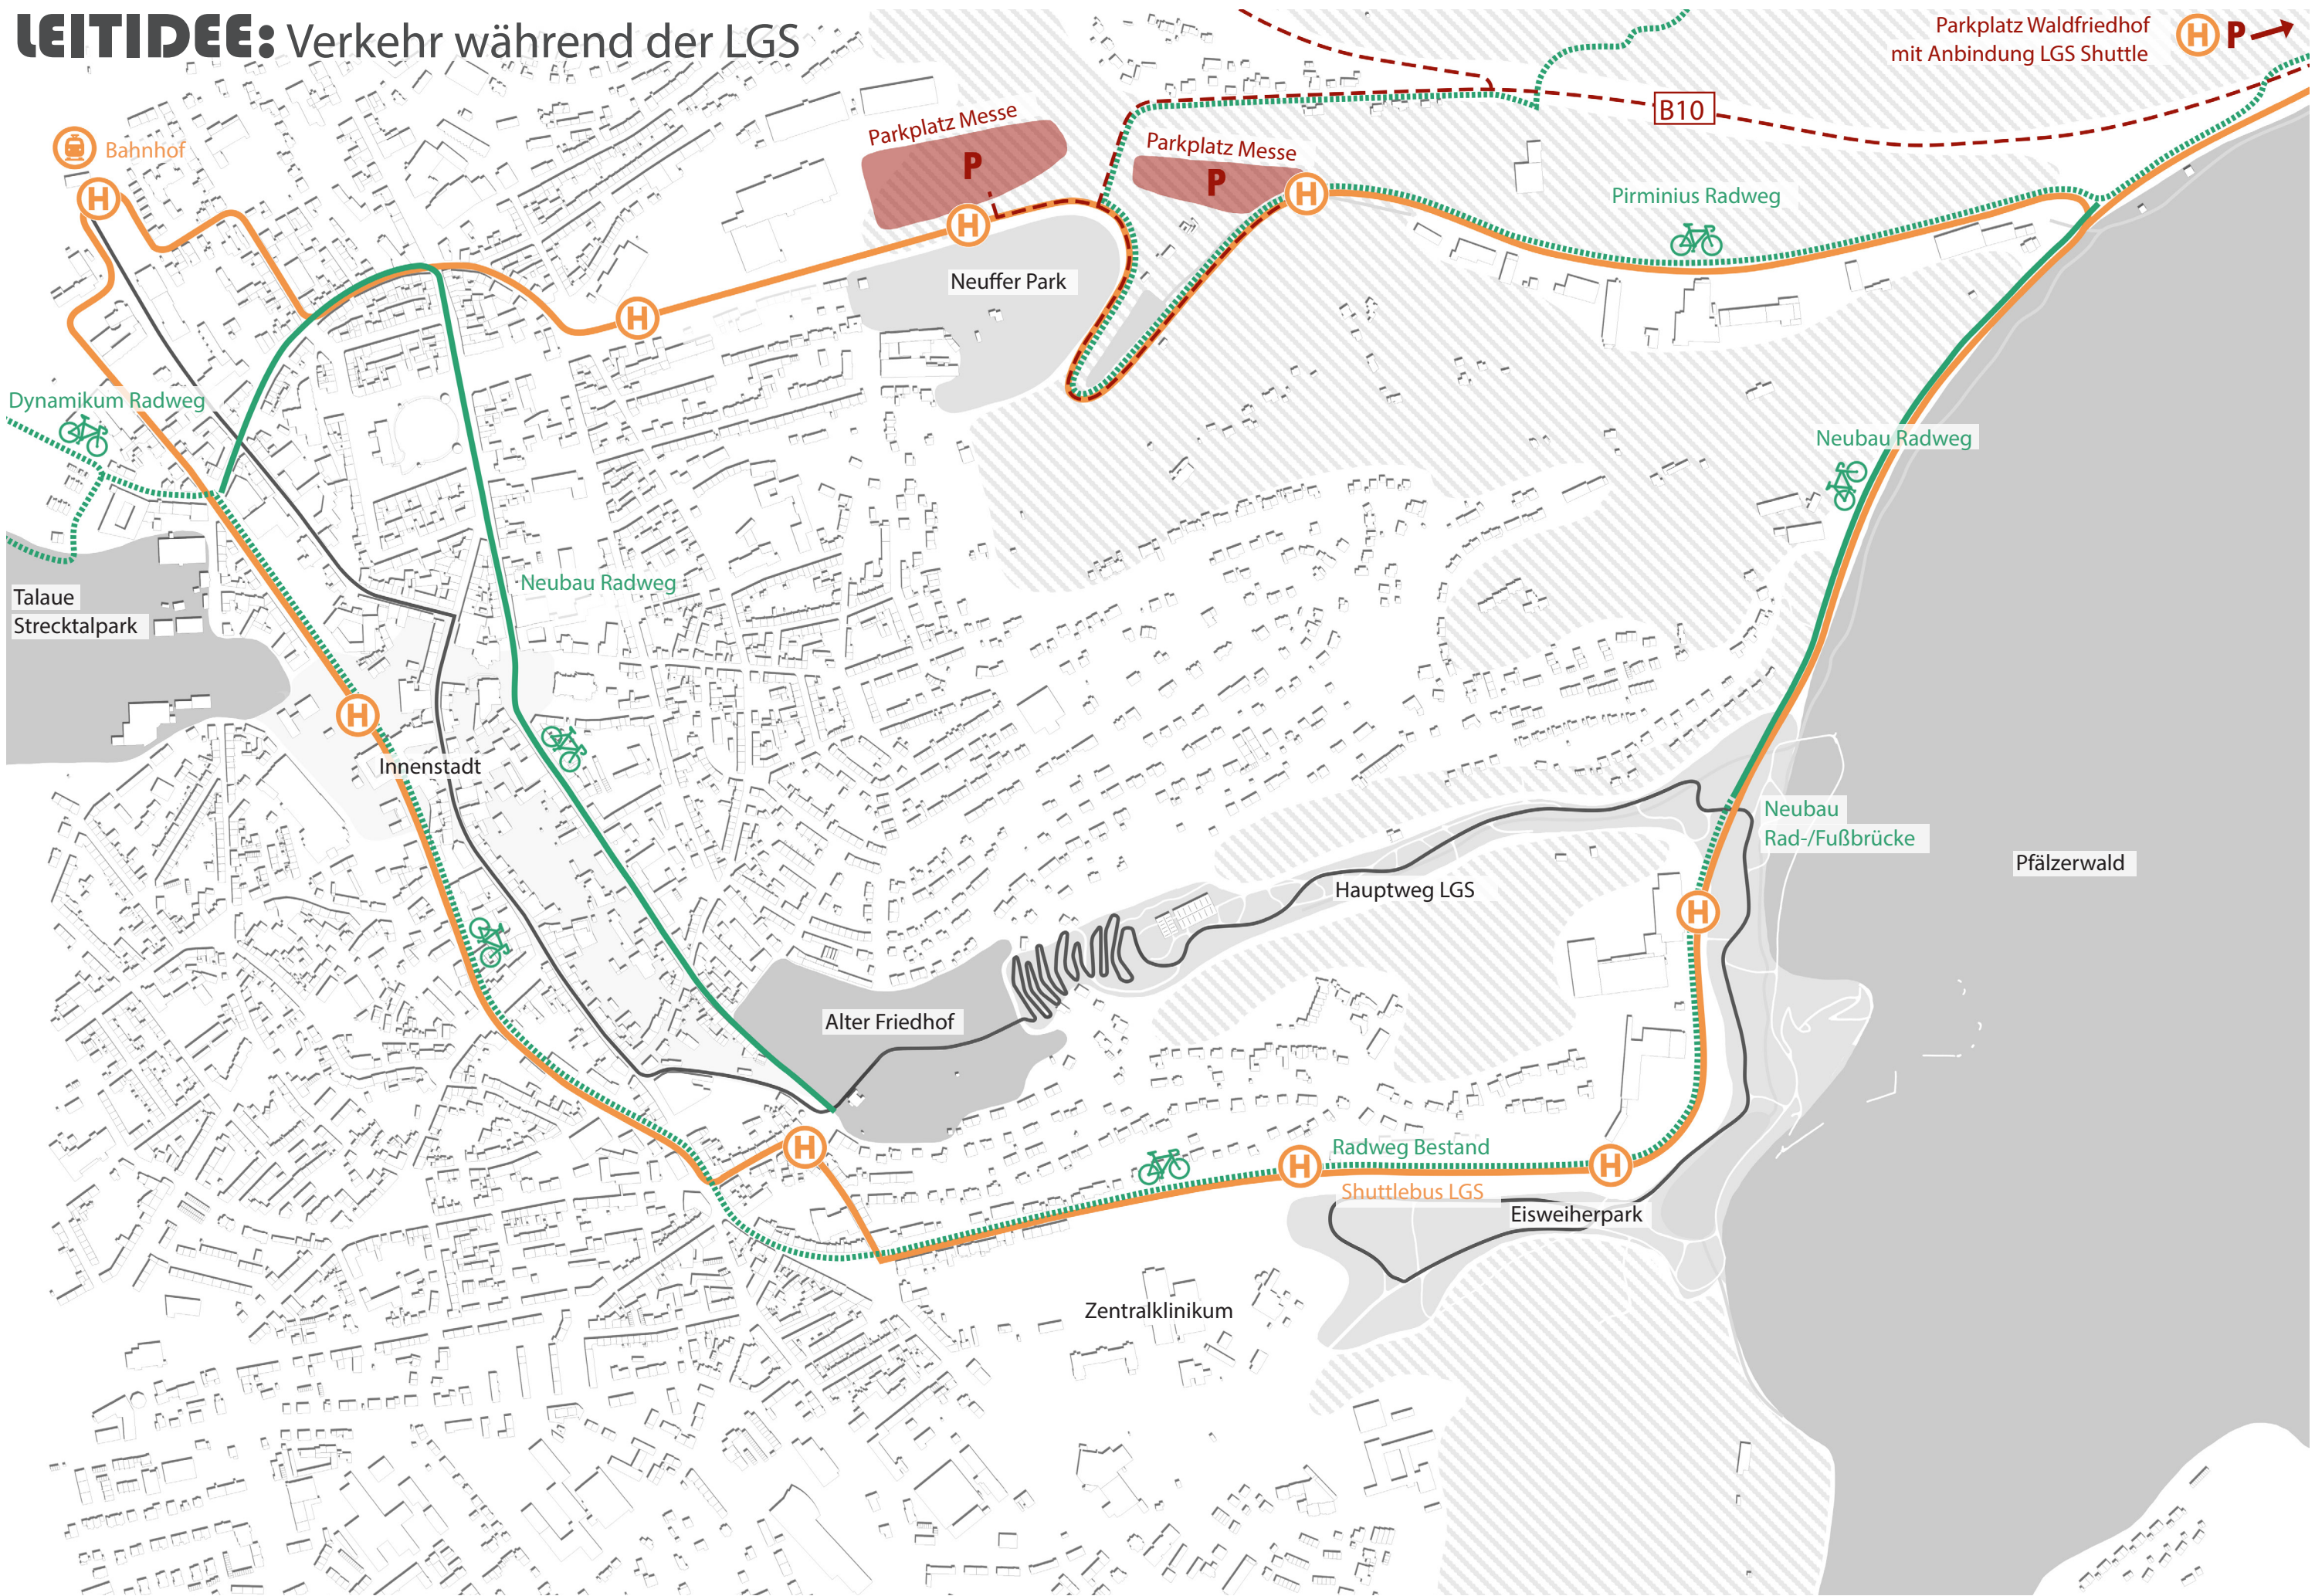 LEITIDEE: Verkehr während der LGS
Parkplatz Waldfriedhof
mit Anbindung LGS Shuttle
H P
B10
Parkplatz Messe
P
Parkplatz Messe
P
Bahnhof
H
H
H
H
Pirminius Radweg
Neuffer Park
Dynamikum Radweg
Neubau Radweg
Neubau Radweg
Talaue
Strecktalpark
H
Innenstadt
Neubau
Rad-/Fußbrücke
Pfälzerwald
Hauptweg LGS
H
Alter Friedhof
H
Radweg Bestand
H
H
Shuttlebus LGS
Eisweiherpark
Zentralklinikum